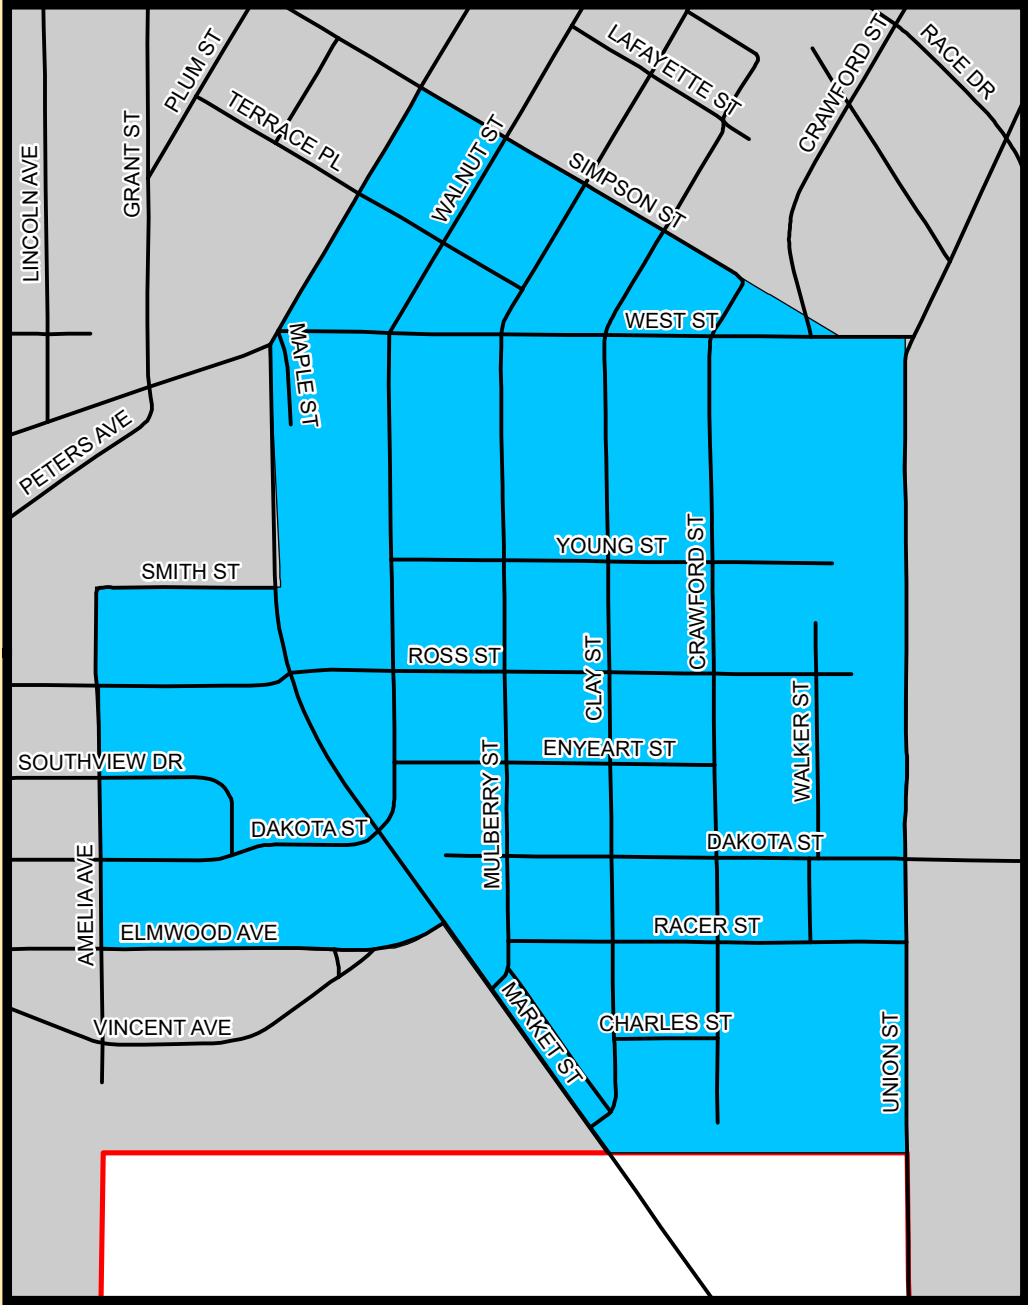 LAFAYETTE ST
CRAWFORD ST
RACE DR
PLUM ST
TERRACE PL
GRANT ST
LINCOLN AVE
WALNUT ST
SIMPSON ST
WEST ST
MAPLE ST
PETERS AVE
YOUNG ST
CRAWFORD ST
SMITH ST
ROSS ST
CLAY ST
WALKER ST
ENYEART ST
SOUTHVIEW DR
MULBERRY ST
DAKOTA ST
DAKOTA ST
AMELIA AVE
RACER ST
ELMWOOD AVE
MARKET ST
CHARLES ST
VINCENT AVE
UNION ST